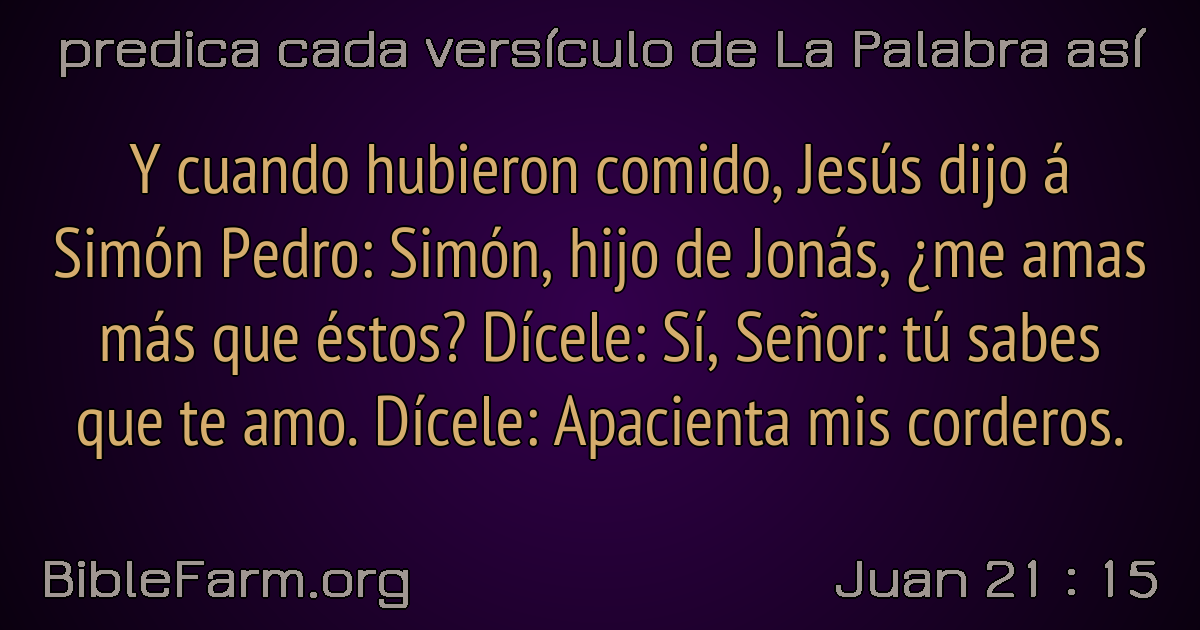 predica cada versículo de La Palabra así
Y cuando hubieron comido, Jesús dijo á
Simón Pedro: Simón, hijo de Jonás, ¿me amas
más que éstos? Dícele: Sí, Señor: tú sabes
que te amo. Dícele: Apacienta mis corderos.
BibleFarm.org
Juan 21 : 15